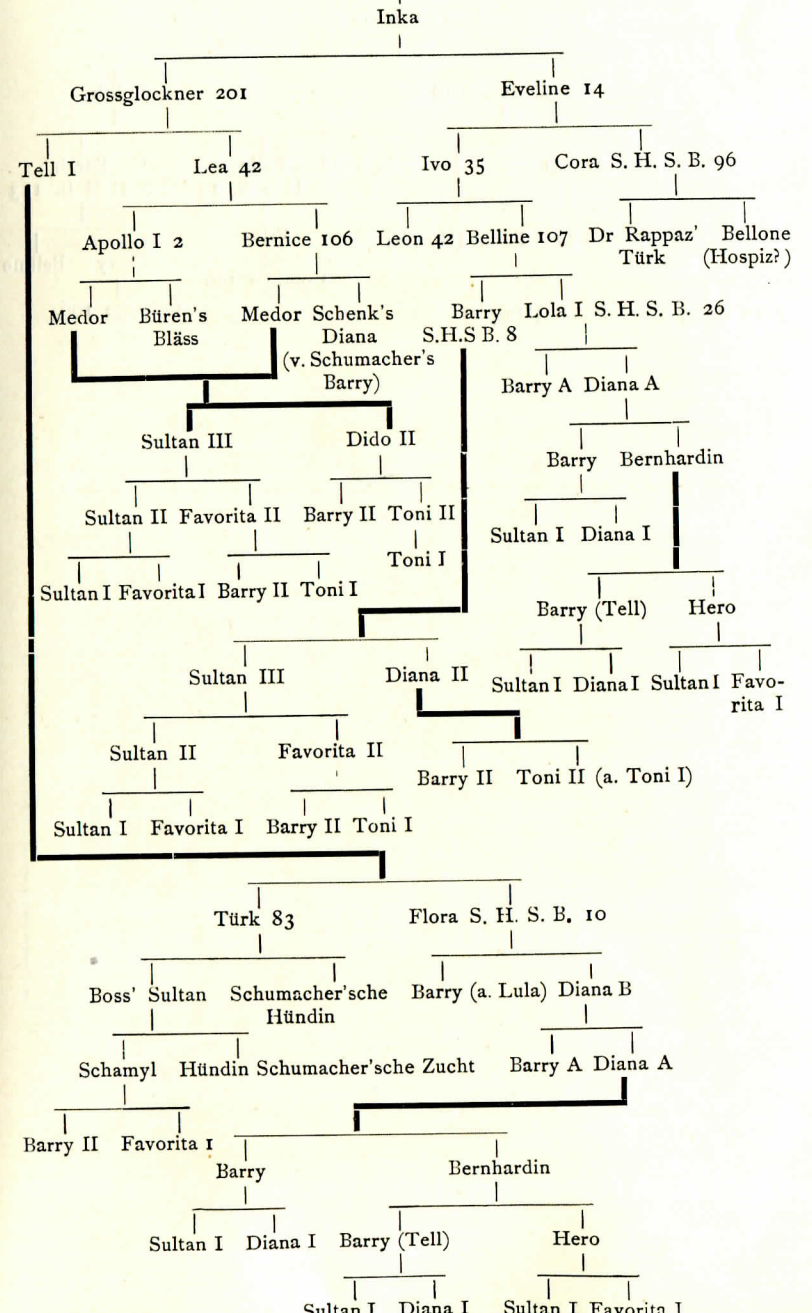 Inka
Grossglockner 201 Eveline 14
Tell I Lea 42 Ivo 35 Cora S. H. S. B. 96
Apollo I 2 Bernice 106 Leon 42 Belline 107 Dr Rappaz' Bellone
Türk (Hospiz?)
Medor Büren's Medor Schenk's Barry Lola I S. H. S. B. 26
Bläss Diana S.H.S B. 8
(v. Schumacher's
Barry) Barry A Diana A
Sultan III Dido II
Barry Bernhardin
Sultan II Favorita II Barry II Toni II
Sultan I Diana I
Toni I
Sultan I Favorita I Barry II Toni I
Barry (Tell) Hero
Sultan III Diana II Sultan I Diana I Sultan I Favo-
rita I
Sultan II Favorita II
Barry II Toni II (a. Toni I)
Sultan I Favorita I Barry II Toni I
Türk 83 Flora S. H. S. B. 10
Boss' Sultan Schumacher'sche Barry (a. Lula) Diana B
Hündin
Schamyl Hündin Schumacher'sche Zucht Barry A Diana A
Barry II Favorita I
Barry Bernhardin
Sultan I Diana I Barry (Tell) Hero
Sultan I Diana I Sultan I Favorita I